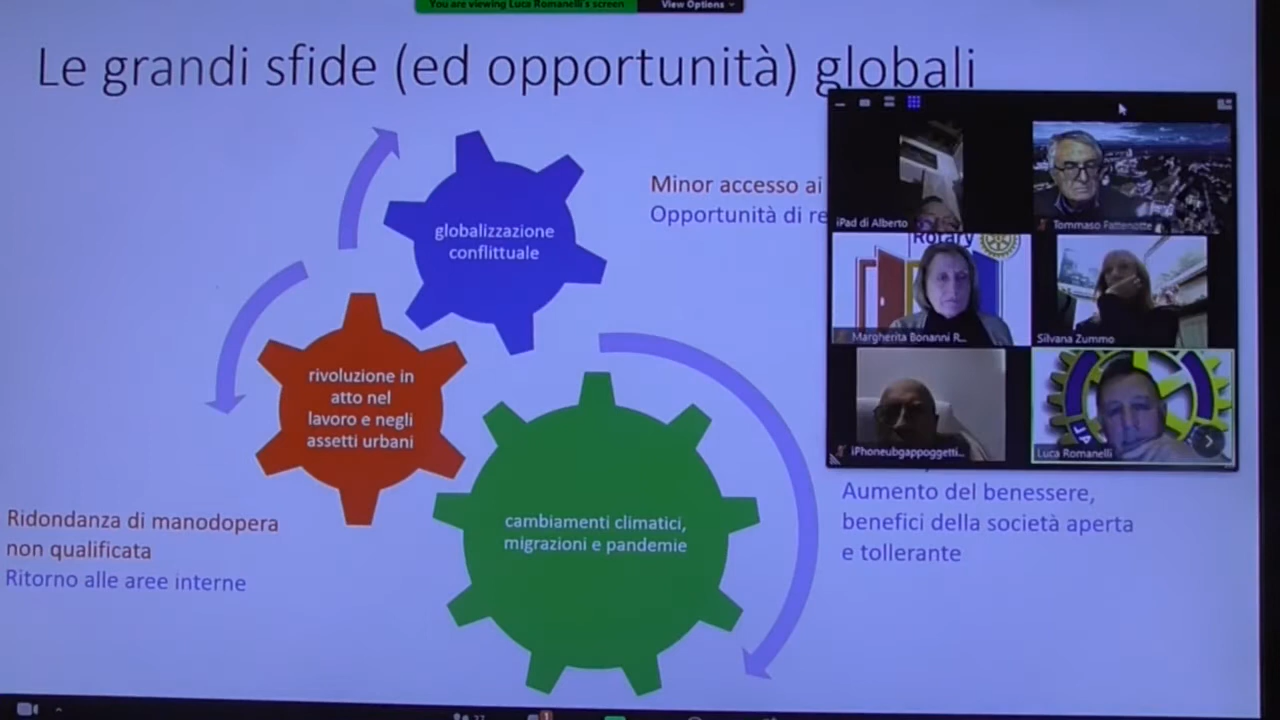 You are viewing Luca Romanelli's screen
View Options
Le grandi sfide (ed opportunità) globali
globalizzazione
conflittuale
Minor accesso ai
Opportunità di re
iPad di Alberto
Tommaso Fattenotte
Rotary
Margherita Bonanni R...
Silvana Zummo
iPhoneubgappoggetti...
Luca Romanelli
rivoluzione in
atto nel
lavoro e negli
assetti urbani
cambiamenti climatici,
migrazioni e pandemie
Aumento del benessere,
benefici della società aperta
e tollerante
Ridondanza di manodopera
non qualificata
Ritorno alle aree interne